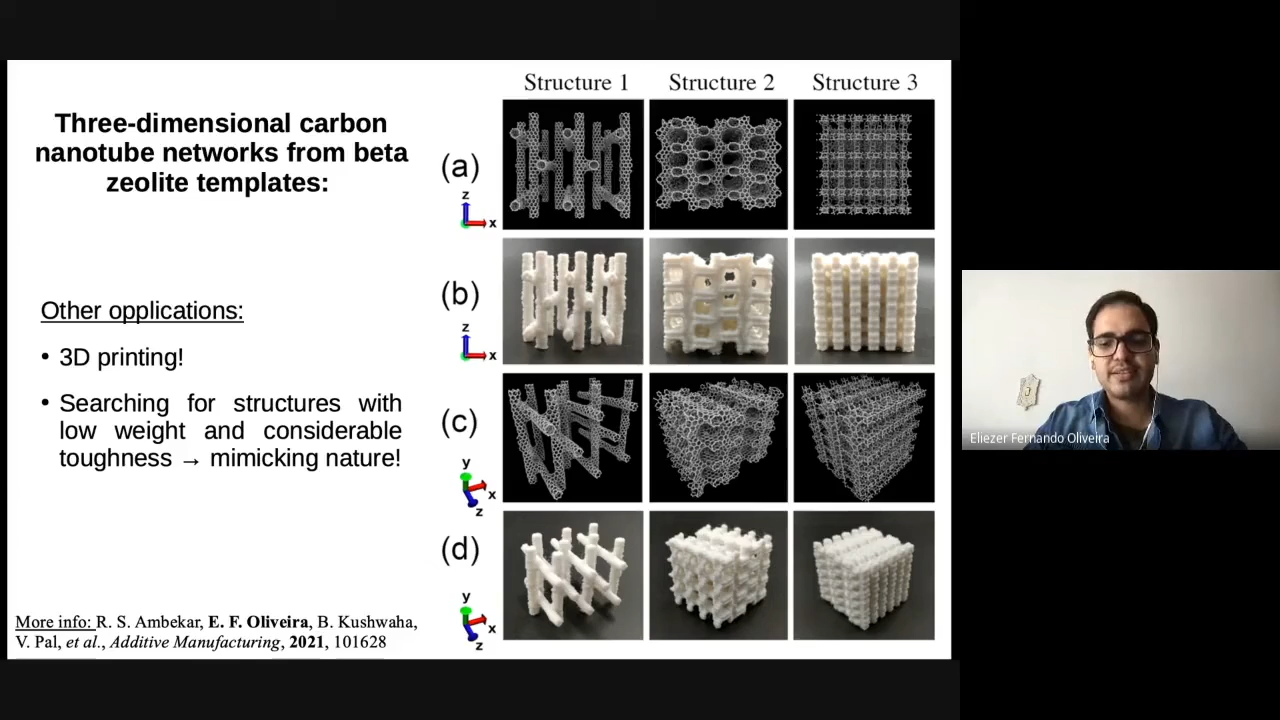 Three-dimensional carbon
nanotube networks from beta
zeolite templates:
Other applications:
• 3D printing!
• Searching for structures with
low weight and considerable
toughness → mimicking nature!
More info: R. S. Ambekar, E. F. Oliveira, B. Kushwaha,
V. Pal, et al., Additive Manufacturing, 2021, 101628
Structure 1 Structure 2 Structure 3
(a)
z
x
(b)
z
x
(c)
y
x
z
(d)
y
x
z
Eliezer Fernando Oliveira